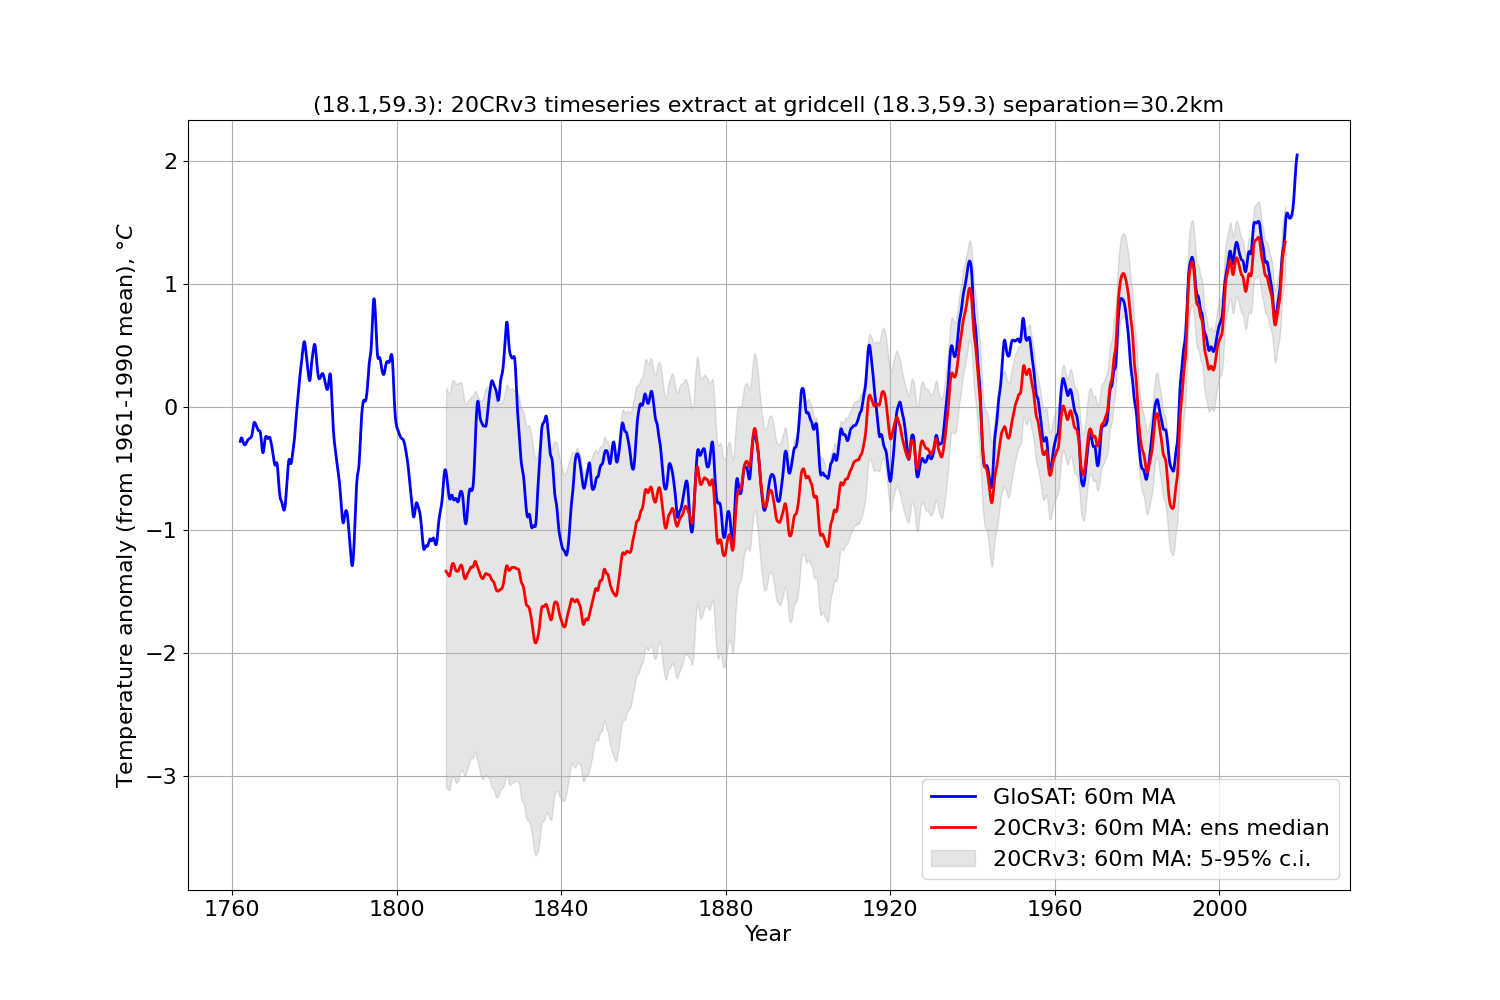 (18.1,59.3): 20CRv3 timeseries extract at gridcell (18.3,59.3) separation=30.2km
Temperature anomaly (from 1961-1990 mean), °C
2
1
0
−1
−2
−3
GloSAT: 60m MA
20CRv3: 60m MA: ens median
20CRv3: 60m MA: 5-95% c.i.
1760 1800 1840 1880 1920 1960 2000
Year